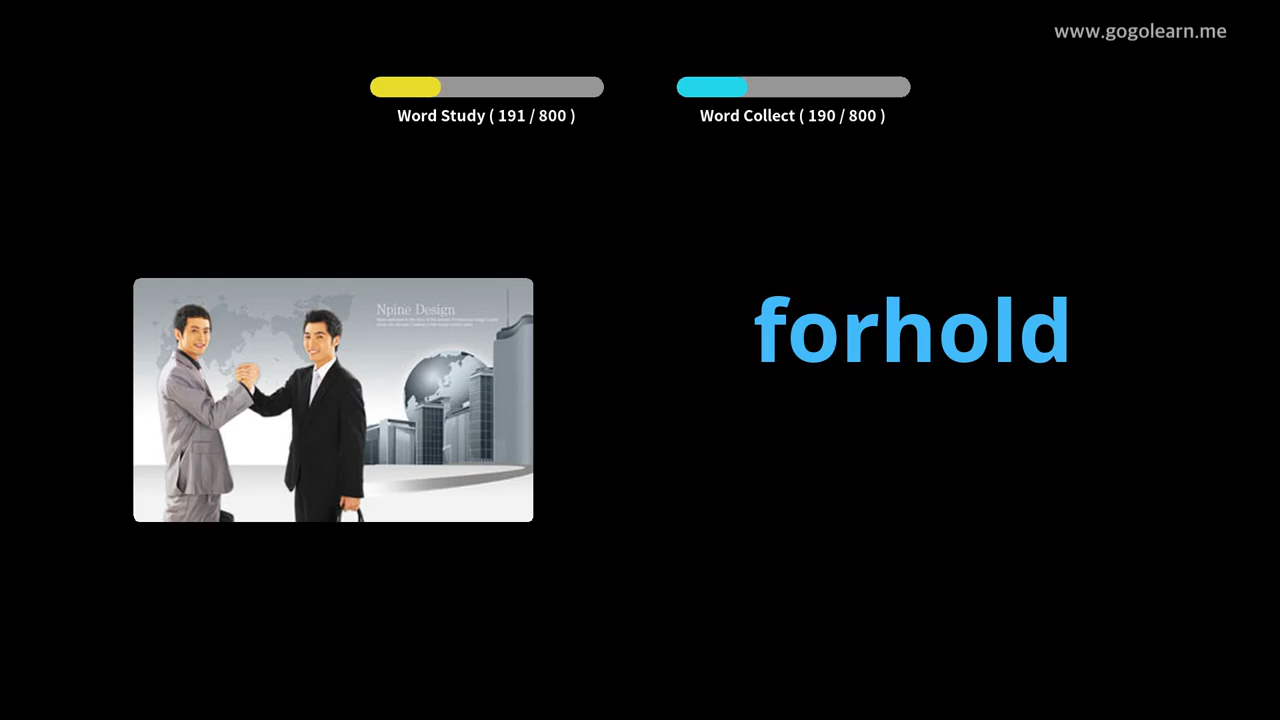 www.gogolearn.me
Word Study ( 191 / 800 )
Word Collect ( 190 / 800 )
Npine Design
forhold